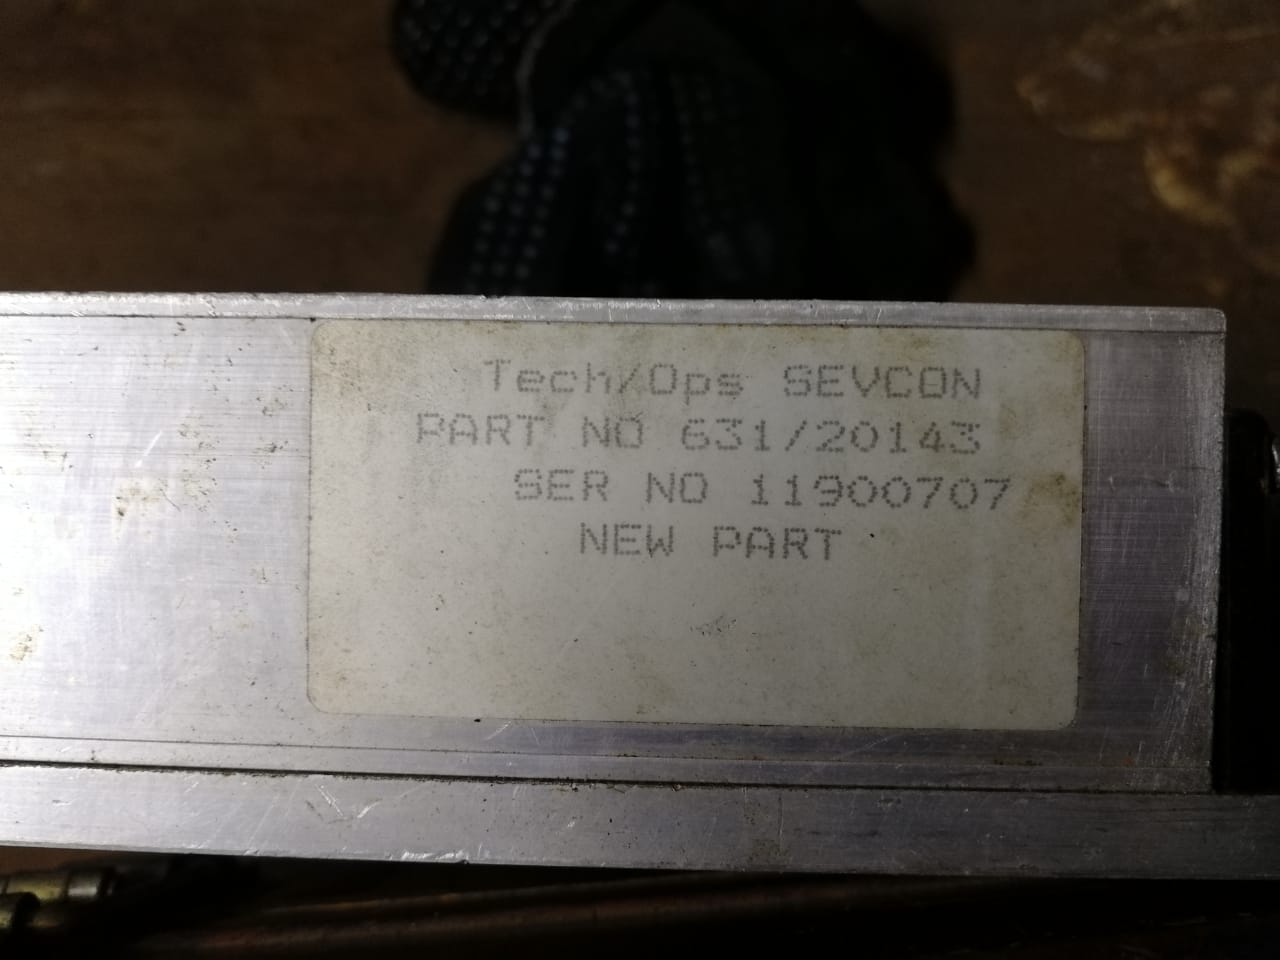 Tech/Ops SEVCON
PART NO 631/20143
SER NO 11900707
NEW PART